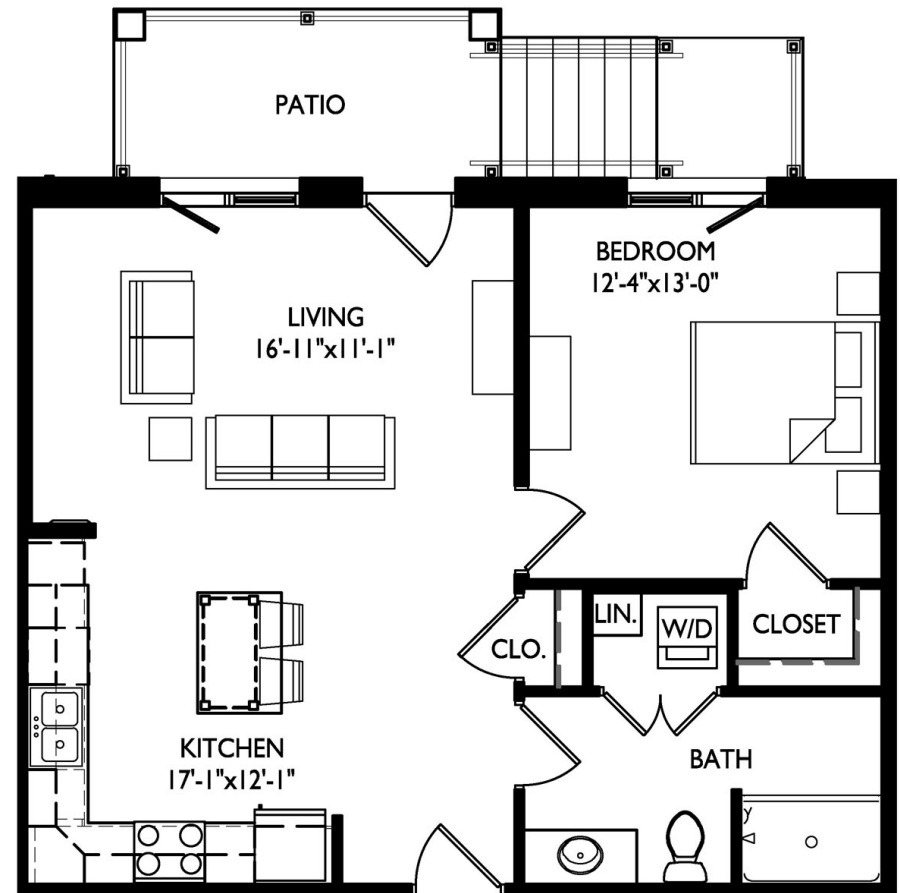 PATIO
BEDROOM
12'-4"x13'-0"
LIVING
16'-11"x11'-1"
LIN.
W/D
CLOSET
CLO.
KITCHEN
17'-1"x12'-1"
BATH